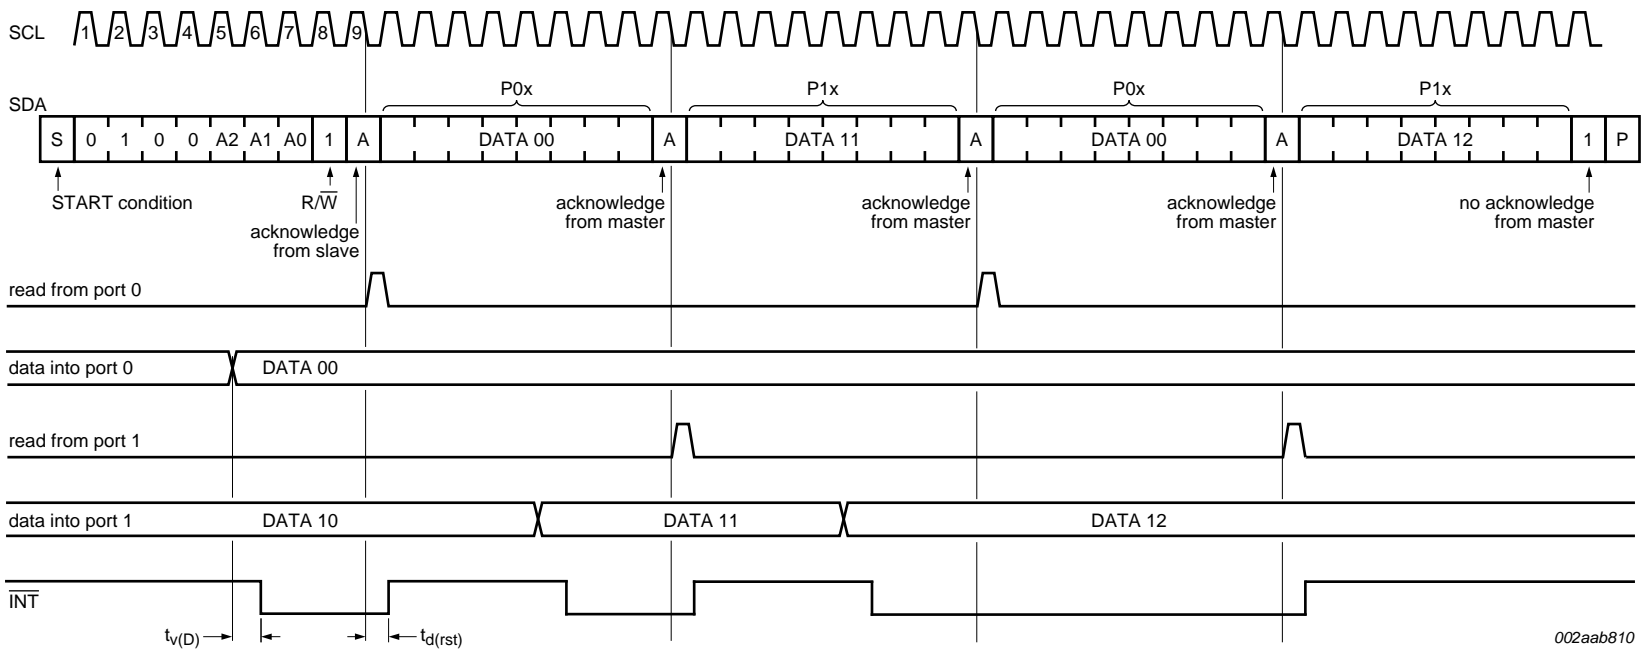 SCL 1 2 3 4 5 6 7 8 9
P0x P1x P0x P1x
SDA
S 0 1 0 0 A2 A1 A0 1 A DATA 00 A DATA 11 A DATA 00 A DATA 12 1 P
START condition R/W acknowledge acknowledge acknowledge no acknowledge
from master from master from master from master
acknowledge
from slave
read from port 0
data into port 0 DATA 00
read from port 1
data into port 1 DATA 10 DATA 11 DATA 12
INT
tv(D) td(rst) 002aab810